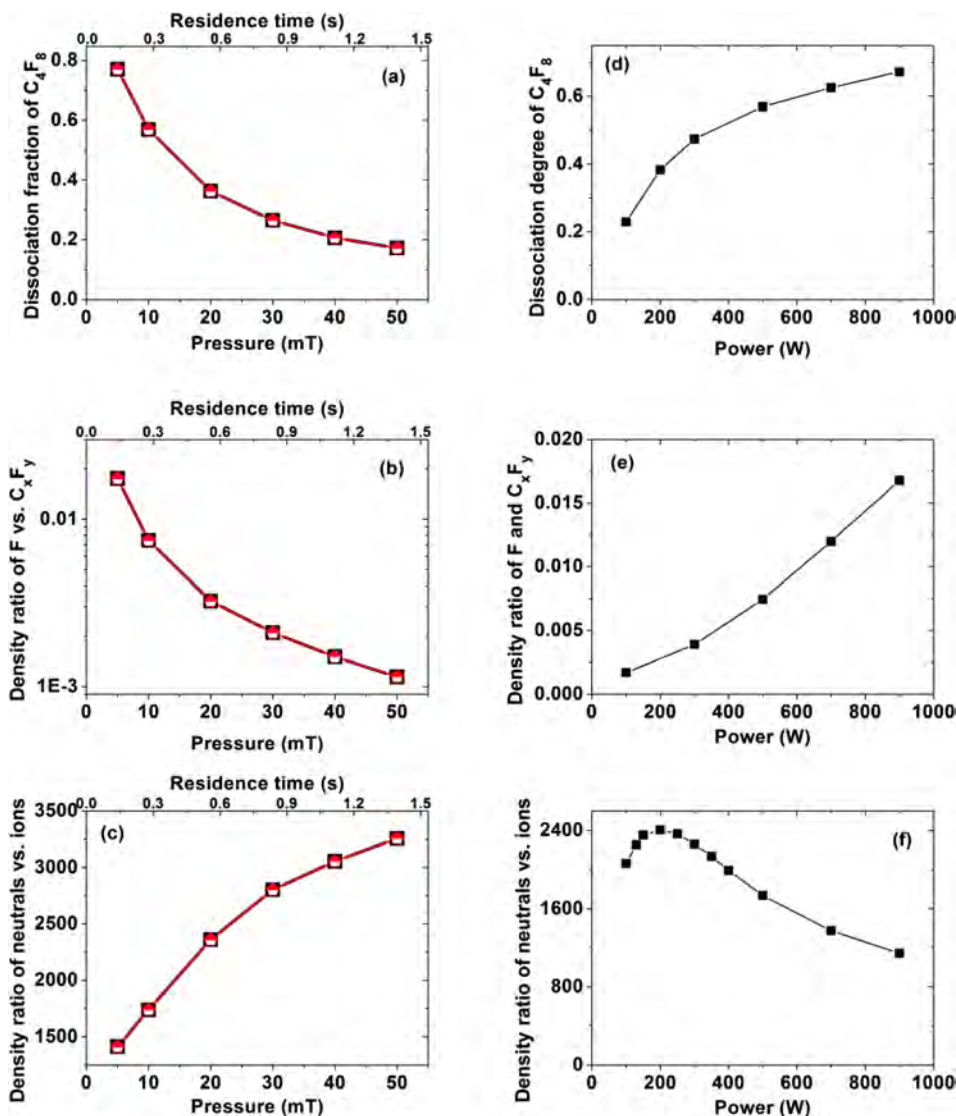 Residence time (s)
0.0 0.3 0.6 0.9 1.2 1.5
Dissociation fraction of C₄F₈
0.8
0.6
0.4
0.2
0.0
(a)
0 10 20 30 40 50
Pressure (mT)
Dissociation degree of C₄F₈
0.6
0.4
0.2
0.0
(d)
0 200 400 600 800 1000
Power (W)
Residence time (s)
0.0 0.3 0.6 0.9 1.2 1.5
Density ratio of F vs. CₓFᵧ
0.01
1E-3
(b)
0 10 20 30 40 50
Pressure (mT)
Density ratio of F and CₓFᵧ
0.020
0.015
0.010
0.005
0.000
(e)
0 200 400 600 800 1000
Power (W)
Residence time (s)
0.0 0.3 0.6 0.9 1.2 1.5
Density ratio of neutrals vs. ions
3500
3000
2500
2000
1500
(c)
0 10 20 30 40 50
Pressure (mT)
Density ratio of neutrals vs. ions
2400
1600
800
0
(f)
0 200 400 600 800 1000
Power (W)